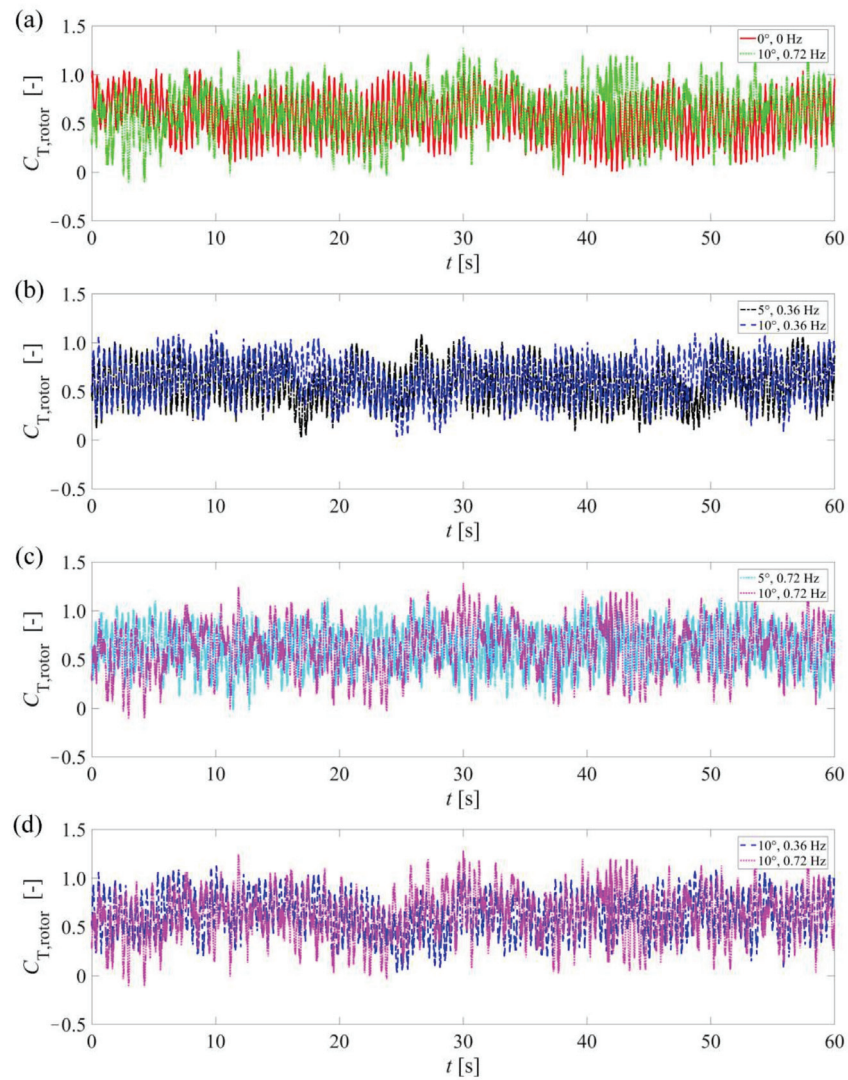 (a)
1.5
1.0
0.5
0
−0.5
C_T,rotor [-]
0°, 0 Hz
10°, 0.72 Hz
0 10 20 30 40 50 60
t [s]
(b)
1.5
1.0
0.5
0
−0.5
C_T,rotor [-]
5°, 0.36 Hz
10°, 0.36 Hz
0 10 20 30 40 50 60
t [s]
(c)
1.5
1.0
0.5
0
−0.5
C_T,rotor [-]
5°, 0.72 Hz
10°, 0.72 Hz
0 10 20 30 40 50 60
t [s]
(d)
1.5
1.0
0.5
0
−0.5
C_T,rotor [-]
10°, 0.36 Hz
10°, 0.72 Hz
0 10 20 30 40 50 60
t [s]